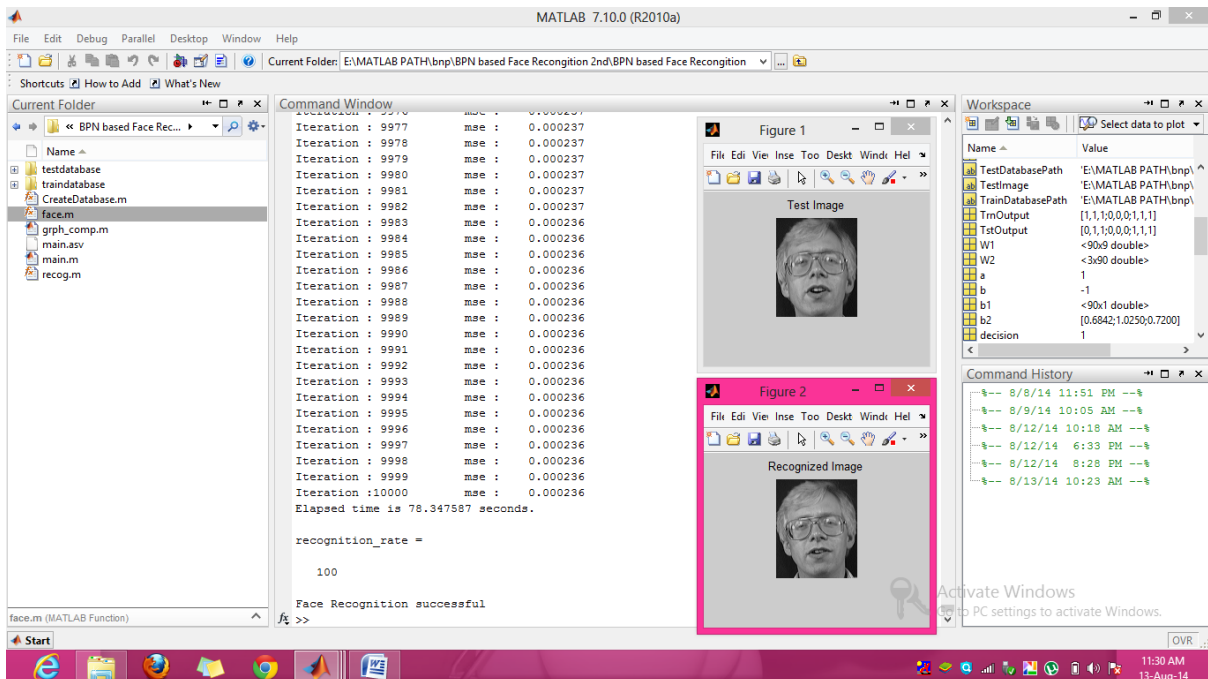 MATLAB 7.10.0 (R2010a)
File Edit Debug Parallel Desktop Window Help
Current Folder: E:\MATLAB PATH\bnp\BPN based Face Recongition 2nd\BPN based Face Recongition
Shortcuts How to Add What's New
Current Folder
« BPN based Face Rec...
Name
testdatabase
traindatabase
CreateDatabase.m
face.m
grph_comp.m
main.asv
main.m
recog.m
face.m (MATLAB Function)
Command Window
Iteration : 9977 mse : 0.000237
Iteration : 9978 mse : 0.000237
Iteration : 9979 mse : 0.000237
Iteration : 9980 mse : 0.000237
Iteration : 9981 mse : 0.000237
Iteration : 9982 mse : 0.000237
Iteration : 9983 mse : 0.000236
Iteration : 9984 mse : 0.000236
Iteration : 9985 mse : 0.000236
Iteration : 9986 mse : 0.000236
Iteration : 9987 mse : 0.000236
Iteration : 9988 mse : 0.000236
Iteration : 9989 mse : 0.000236
Iteration : 9990 mse : 0.000236
Iteration : 9991 mse : 0.000236
Iteration : 9992 mse : 0.000236
Iteration : 9993 mse : 0.000236
Iteration : 9994 mse : 0.000236
Iteration : 9995 mse : 0.000236
Iteration : 9996 mse : 0.000236
Iteration : 9997 mse : 0.000236
Iteration : 9998 mse : 0.000236
Iteration : 9999 mse : 0.000236
Iteration :10000 mse : 0.000236
Elapsed time is 78.347587 seconds.
recognition_rate =
100
Face Recognition successful
fx >>
Figure 1
File Edi Vie Inse Too Deskt Windo Hel
Test Image
Figure 2
File Edi Vie Inse Too Deskt Windo Hel
Recognized Image
Workspace
Select data to plot
Name Value
TestDatabasePath 'E:\MATLAB PATH\bnp\
TestImage 'E:\MATLAB PATH\bnp\
TrainDatabasePath 'E:\MATLAB PATH\bnp\
TrnOutput [1,1,1;0,0,0;1,1,1]
TstOutput [0,1,1;0,0,0;1,1,1]
W1 <90x9 double>
W2 <3x90 double>
a 1
b -1
b1 <90x1 double>
b2 [0.6842;1.0250;0.7200]
decision 1
Command History
%-- 8/8/14 11:51 PM --%
%-- 8/9/14 10:05 AM --%
%-- 8/12/14 10:18 AM --%
%-- 8/12/14 6:33 PM --%
%-- 8/12/14 8:28 PM --%
%-- 8/13/14 10:23 AM --%
Activate Windows
to PC settings to activate Windows.
Start
OVR
11:30 AM
13-Aug-14